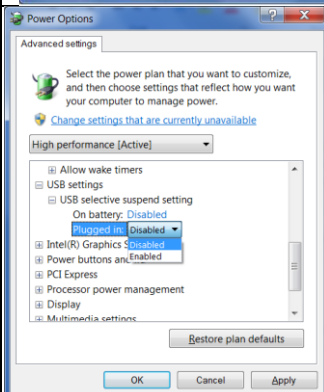 Power Options
Advanced settings
Select the power plan that you want to customize,
and then choose settings that reflect how you want
your computer to manage power.
Change settings that are currently unavailable
High performance [Active]
Allow wake timers
USB settings
USB selective suspend setting
On battery: Disabled
Plugged in: Disabled
Disabled
Enabled
Intel(R) Graphics S
Power buttons an
PCI Express
Processor power management
Display
Multimedia settings
Restore plan defaults
OK
Cancel
Apply